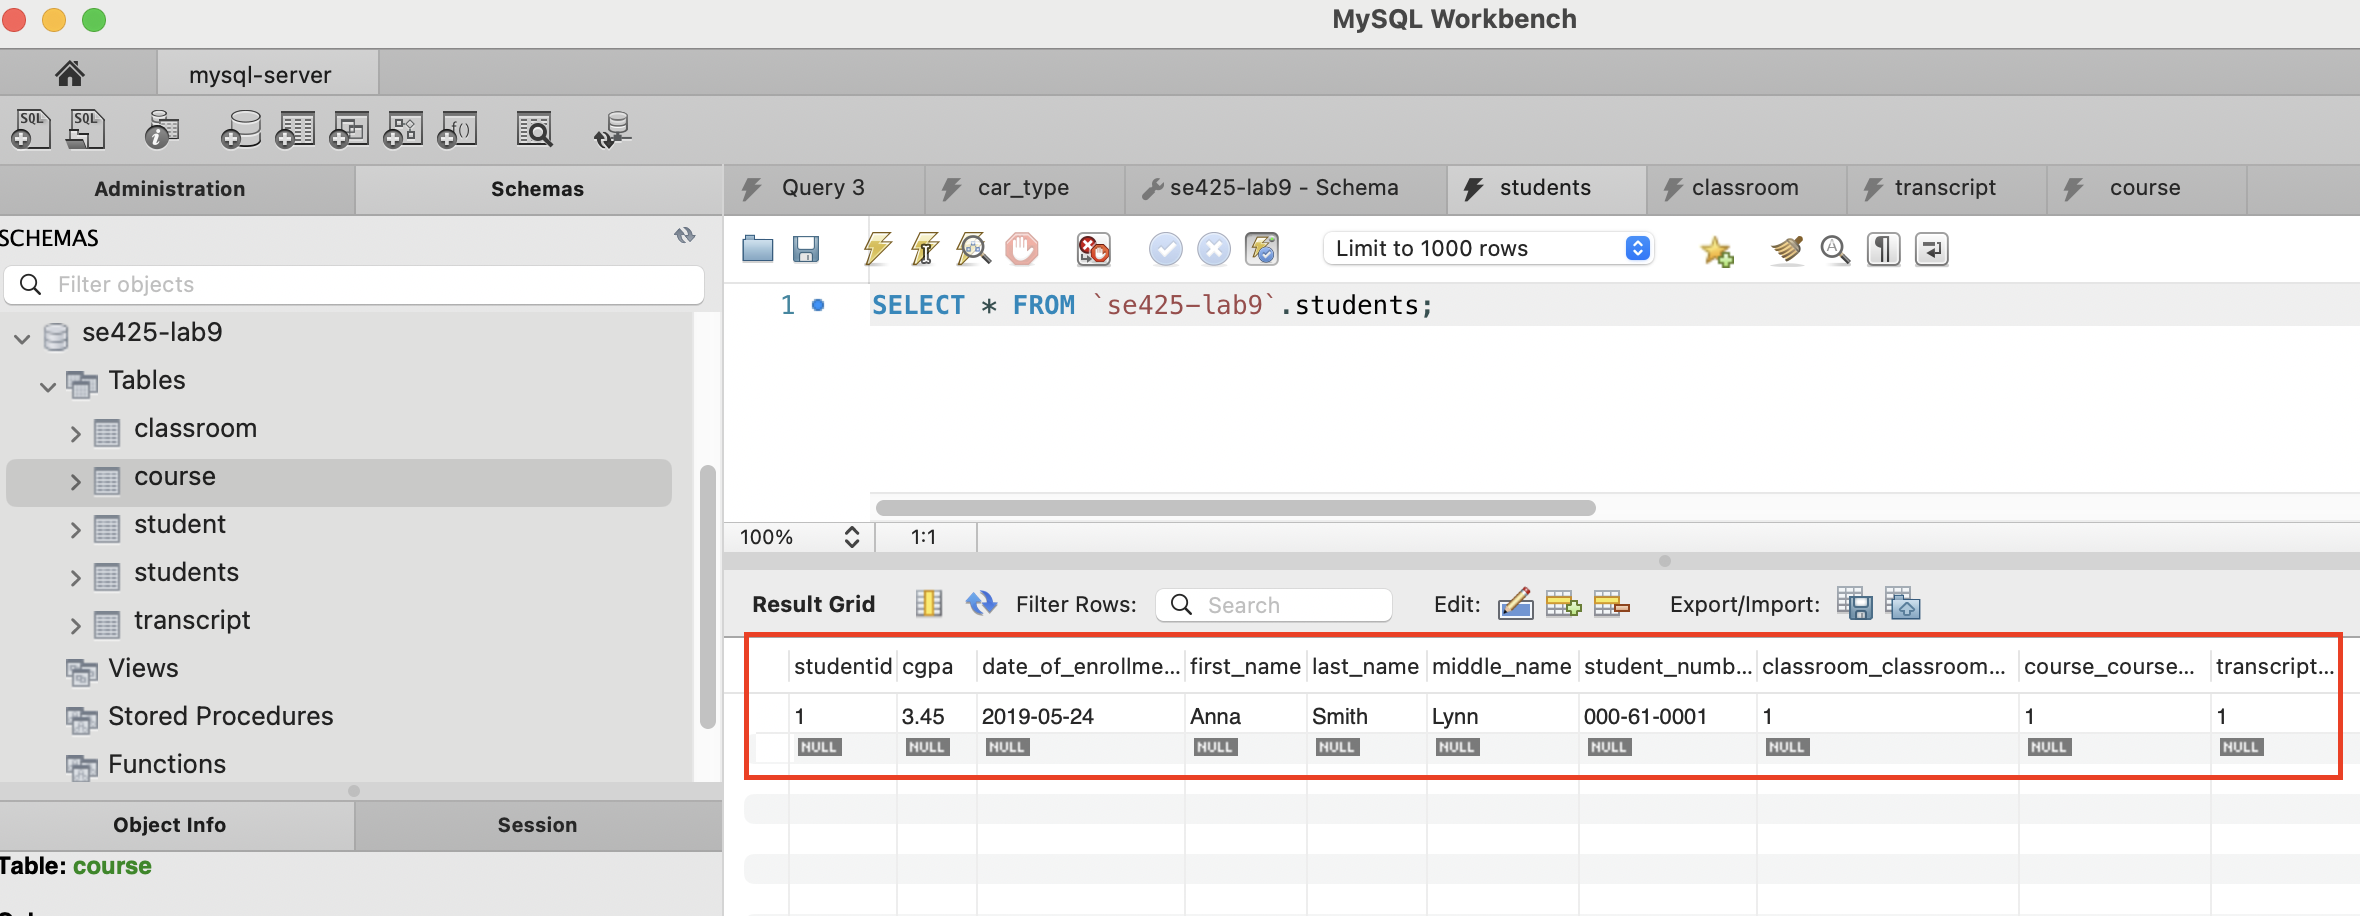 MySQL Workbench
mysql-server
SQL SQL
Administration Schemas
SCHEMAS
Filter objects
se425-lab9
Tables
classroom
course
student
students
transcript
Views
Stored Procedures
Functions
Object Info Session
Table: course
Query 3 car_type se425-lab9 - Schema students classroom transcript course
Limit to 1000 rows
1 SELECT * FROM `se425-lab9`.students;
100% 1:1
Result Grid Filter Rows: Search Edit: Export/Import:
studentid cgpa date_of_enrollme... first_name last_name middle_name student_numb... classroom_classroom... course_course... transcript...
1 3.45 2019-05-24 Anna Smith Lynn 000-61-0001 1 1 1
NULL NULL NULL NULL NULL NULL NULL NULL NULL NULL